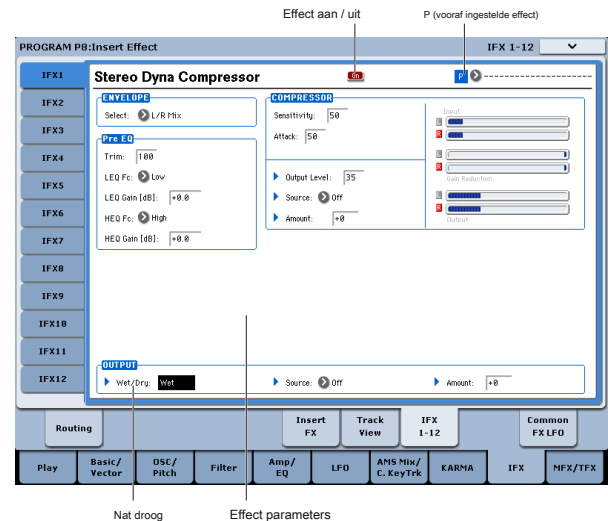 Effect aan / uit
P (vooraf ingestelde effect)
PROGRAM P8:Insert Effect
IFX 1-12
IFX1
IFX2
IFX3
IFX4
IFX5
IFX6
IFX7
IFX8
IFX9
IFX10
IFX11
IFX12
Stereo Dyna Compressor
On
P
------------------
ENVELOPE
Select: L/R Mix
Pre EQ
Trim: 100
LEQ Fc: Low
LEQ Gain [dB]: +0.0
HEQ Fc: High
HEQ Gain [dB]: +0.0
COMPRESSOR
Sensitivity: 50
Attack: 50
Output Level: 35
Source: Off
Amount: +0
Input
L
R
L
R
Gain Reduction
L
R
Output
OUTPUT
Wet/Dry: Wet
Source: Off
Amount: +0
Routing
Insert FX
Track View
IFX 1-12
Common FX LFO
Play
Basic/ Vector
OSC/ Pitch
Filter
Amp/ EQ
LFO
AMS Mix/ C. KeyTrk
KARMA
IFX
MFX/TFX
Nat droog
Effect parameters